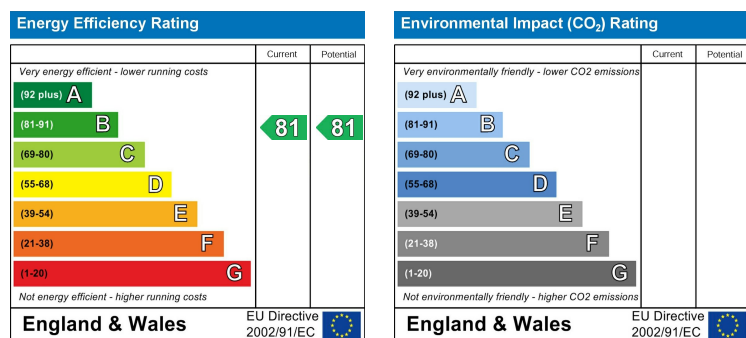 Energy Efficiency Rating
Current Potential
Very energy efficient - lower running costs
(92 plus) A
(81-91) B 81 81
(69-80) C
(55-68) D
(39-54) E
(21-38) F
(1-20) G
Not energy efficient - higher running costs
England & Wales
EU Directive
2002/91/EC
Environmental Impact (CO₂) Rating
Current Potential
Very environmentally friendly - lower CO2 emissions
(92 plus) A
(81-91) B
(69-80) C
(55-68) D
(39-54) E
(21-38) F
(1-20) G
Not environmentally friendly - higher CO2 emissions
England & Wales
EU Directive
2002/91/EC